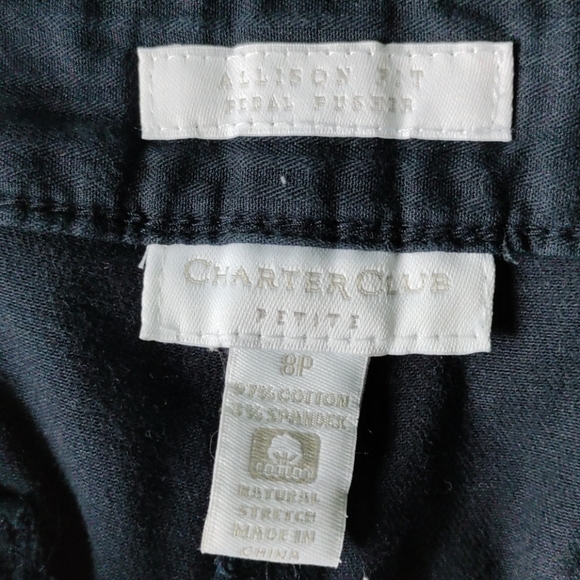 ALLISON FIT
PEDAL PUSHER
CHARTER CLUB
PETITE
8P
97% COTTON
3% SPANDEX
COTTON
NATURAL
STRETCH
MADE IN
CHINA